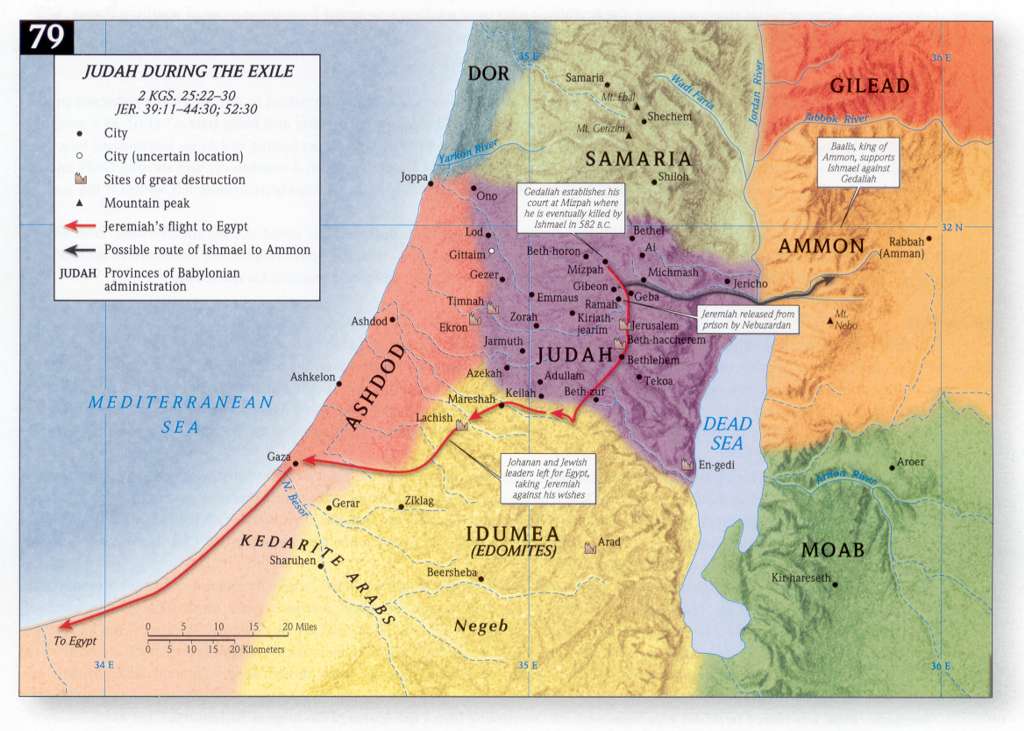 79
JUDAH DURING THE EXILE
2 KGS. 25:22–30
JER. 39:11–44:30; 52:30
City
City (uncertain location)
Sites of great destruction
Mountain peak
Jeremiah's flight to Egypt
Possible route of Ishmael to Ammon
JUDAH Provinces of Babylonian
administration
35 E
36 E
DOR
Samaria
Mt. Ebal
Wadi Faria
Jordan River
GILEAD
Shechem
Mt. Gerizim
Jabbok River
Yarkon River
SAMARIA
Baalis, king of
Ammon, supports
Ishmael against
Gedaliah
Joppa
Shiloh
Ono
Gedaliah establishes his
court at Mizpah where
he is eventually killed by
Ishmael in 582 B.C.
32 N
Lod
Bethel
Gittaim
Ai
Beth-horon
Mizpah
AMMON
Rabbah
(Amman)
Gezer
Michmash
Jericho
Gibeon
Geba
Emmaus
Ramah
Timnah
Ekron
Zorah
Kiriath-
jearim
Jeremiah released from
prison by Nebuzardan
Mt.
Nebo
Ashdod
Jerusalem
Beth-haccherem
Jarmuth
JUDAH
Bethlehem
Azekah
Adullam
Tekoa
Ashkelon
ASHDOD
Keilah
Beth-zur
Mareshah
MEDITERRANEAN
SEA
Lachish
DEAD
SEA
Gaza
Johanan and Jewish
leaders left for Egypt,
taking Jeremiah
against his wishes
En-gedi
Aroer
Arnon River
N. Besor
Gerar
Ziklag
KEDARITE ARABS
IDUMEA
(EDOMITES)
Arad
MOAB
Sharuhen
Beersheba
Kir-hareseth
Negeb
To Egypt
0 5 10 15 20 Miles
0 5 10 15 20 Kilometers
34 E
35 E
36 E